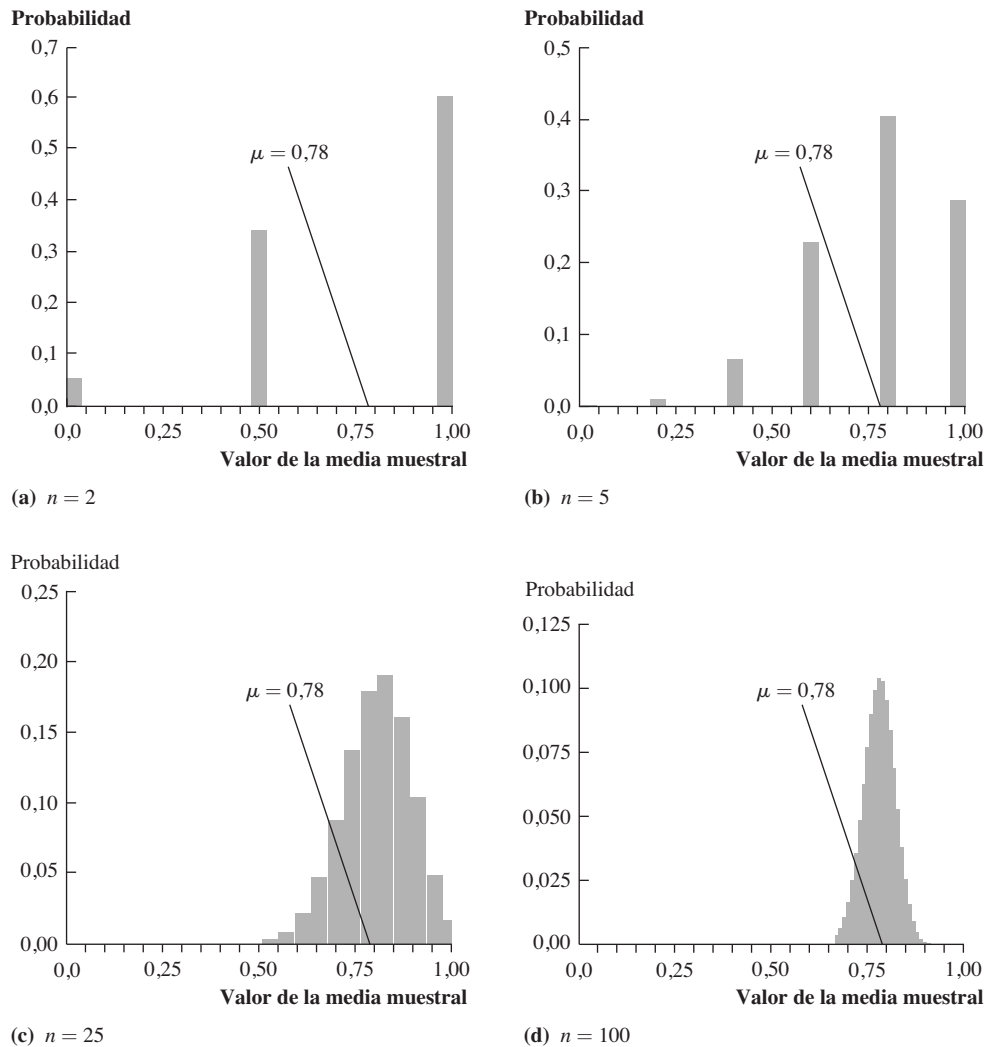 Probabilidad
0,7
0,6
0,5
0,4
0,3
0,2
0,1
0,0
μ = 0,78
0,0 0,25 0,50 0,75 1,00
Valor de la media muestral
(a) n = 2
Probabilidad
0,5
0,4
0,3
0,2
0,1
0,0
μ = 0,78
0,0 0,25 0,50 0,75 1,00
Valor de la media muestral
(b) n = 5
Probabilidad
0,25
0,20
0,15
0,10
0,05
0,00
μ = 0,78
0,0 0,25 0,50 0,75 1,00
Valor de la media muestral
(c) n = 25
Probabilidad
0,125
0,100
0,075
0,050
0,025
0,00
μ = 0,78
0,0 0,25 0,50 0,75 1,00
Valor de la media muestral
(d) n = 100